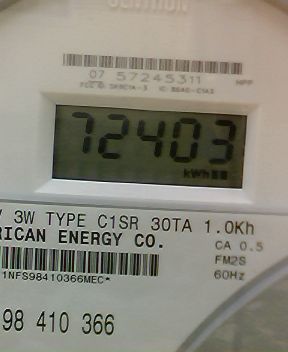 CENTRON
07 57245311
72403
kWh
V 3W TYPE C1SR 30TA 1.0Kh
RICAN ENERGY CO.
CA 0.5
FM2S
60Hz
1NFS98410366MEC*
98 410 366